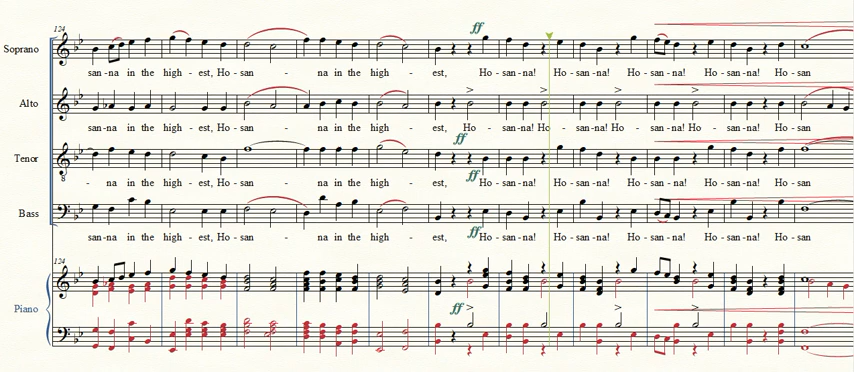 124
ff
Soprano
san-na in the high - est, Ho - san - na in the high - est, Ho - san-na! Ho - san-na! Ho - san-na! Ho - san-na! Ho - san
Alto
san-na in the high - est, Ho - san - na in the high - est, Ho - san-na! Ho - san-na! Ho - san-na! Ho - san-na! Ho - san
ff
Tenor
8
ff
- na in the high - est, Ho - san - na in the high - est, Ho - san-na! Ho - san-na! Ho - san-na! Ho - san-na! Ho - san
Bass
ff
san-na in the high - est, Ho - san - na in the high - est, Ho - san-na! Ho - san-na! Ho - san-na! Ho - san-na! Ho - san
124
Piano
ff